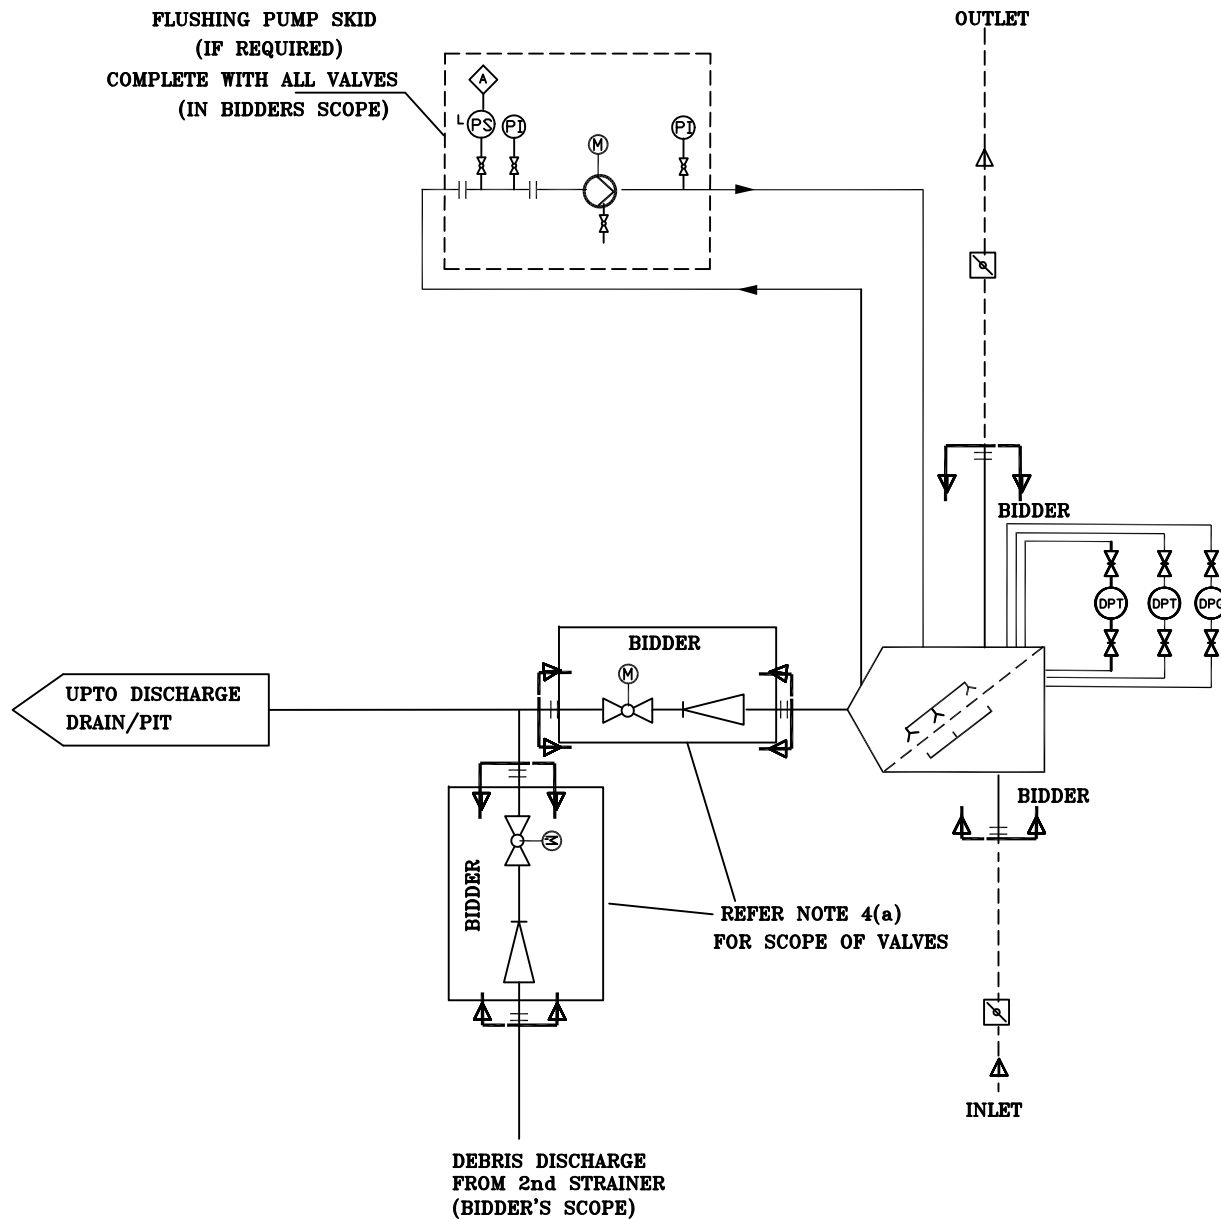 FLUSHING PUMP SKID
(IF REQUIRED)
COMPLETE WITH ALL VALVES
(IN BIDDERS SCOPE)
OUTLET
A
L PS PI
M
PI
BIDDER
DPT DPT DPG
BIDDER
M
UPTO DISCHARGE
DRAIN/PIT
BIDDER
M
BIDDER
REFER NOTE 4(a)
FOR SCOPE OF VALVES
INLET
DEBRIS DISCHARGE
FROM 2nd STRAINER
(BIDDER'S SCOPE)